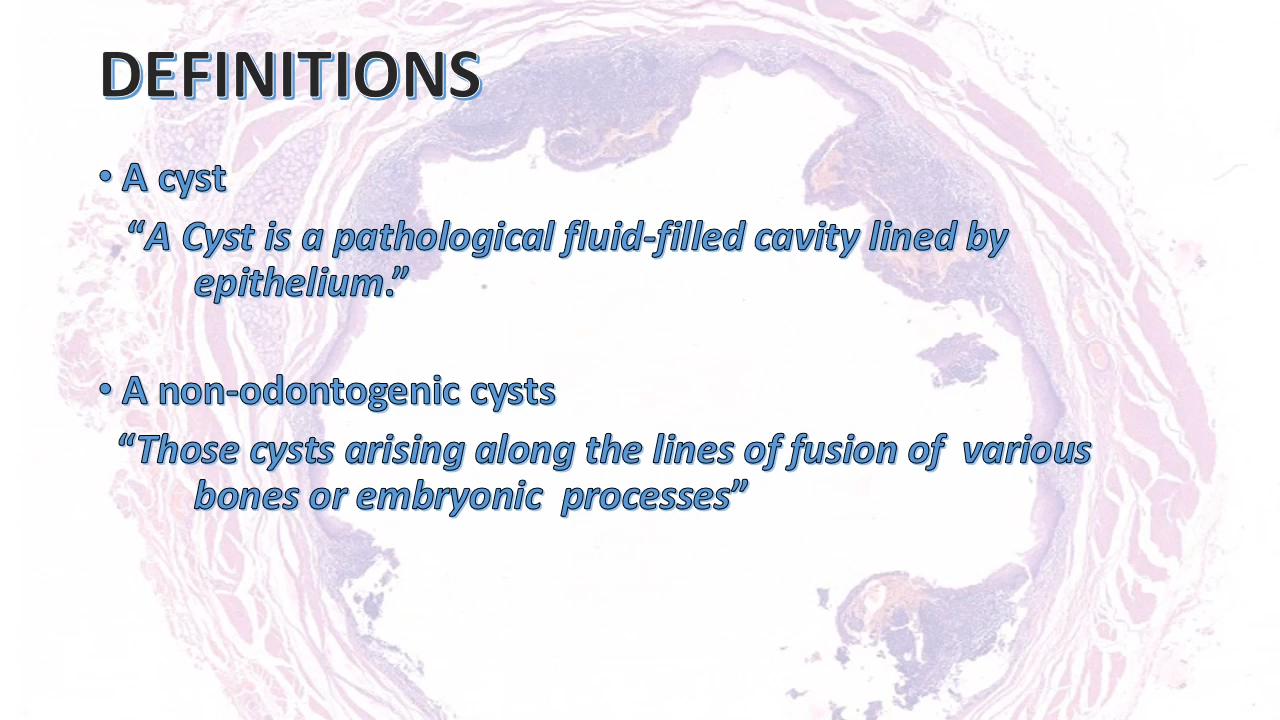 DEFINITIONS
• A cyst
“A Cyst is a pathological fluid-filled cavity lined by
epithelium.”
• A non-odontogenic cysts
“Those cysts arising along the lines of fusion of  various
bones or embryonic  processes”